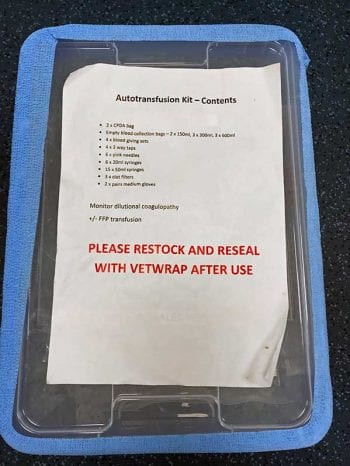 Autotransfusion Kit – Contents
• 2 x CPDA bag
• Empty blood collection bags – 2 x 150ml, 3 x 300ml, 3 x 600ml
• 4 x blood giving sets
• 4 x 3 way taps
• 6 x pink needles
• 6 x 20ml syringes
• 15 x 50ml syringes
• 3 x clot filters
• 2 x pairs medium gloves
Monitor dilutional coagulopathy
+/- FFP transfusion
PLEASE RESTOCK AND RESEAL
WITH VETWRAP AFTER USE